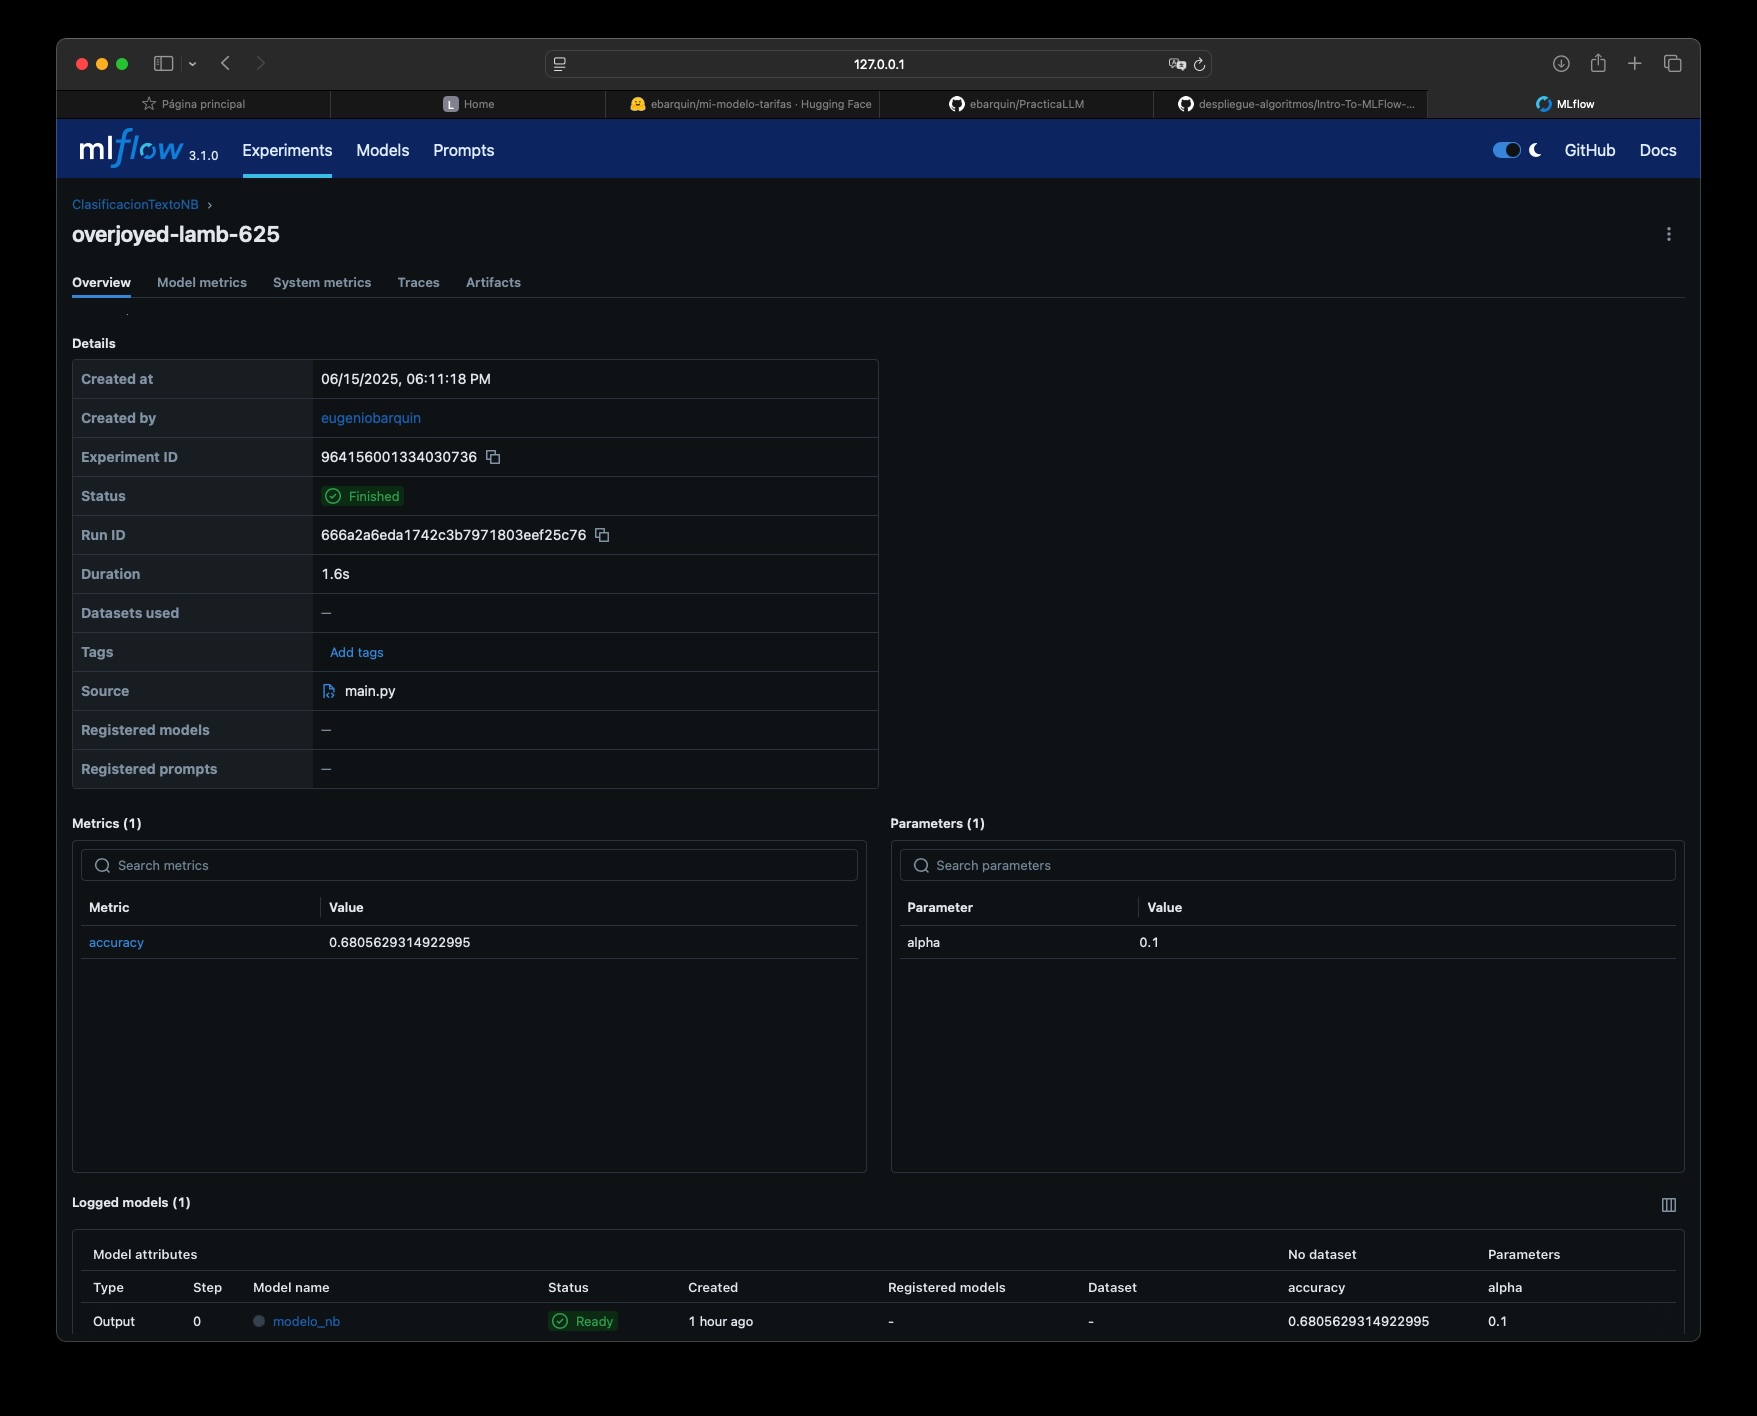 127.0.0.1
Página principal
L Home
ebarquin/mi-modelo-tarifas · Hugging Face
ebarquin/PracticaLLM
despliegue-algoritmos/Intro-To-MLFlow-...
MLflow
mlflow 3.1.0 Experiments Models Prompts GitHub Docs
ClasificacionTextoNB ›
overjoyed-lamb-625
Overview Model metrics System metrics Traces Artifacts
Details
Created at 06/15/2025, 06:11:18 PM
Created by eugeniobarquin
Experiment ID 964156001334030736
Status Finished
Run ID 666a2a6eda1742c3b7971803eef25c76
Duration 1.6s
Datasets used —
Tags Add tags
Source main.py
Registered models —
Registered prompts —
Metrics (1) Parameters (1)
Search metrics Search parameters
Metric Value Parameter Value
accuracy 0.6805629314922995 alpha 0.1
Logged models (1)
Model attributes No dataset Parameters
Type Step Model name Status Created Registered models Dataset accuracy alpha
Output 0 modelo_nb Ready 1 hour ago - - 0.6805629314922995 0.1